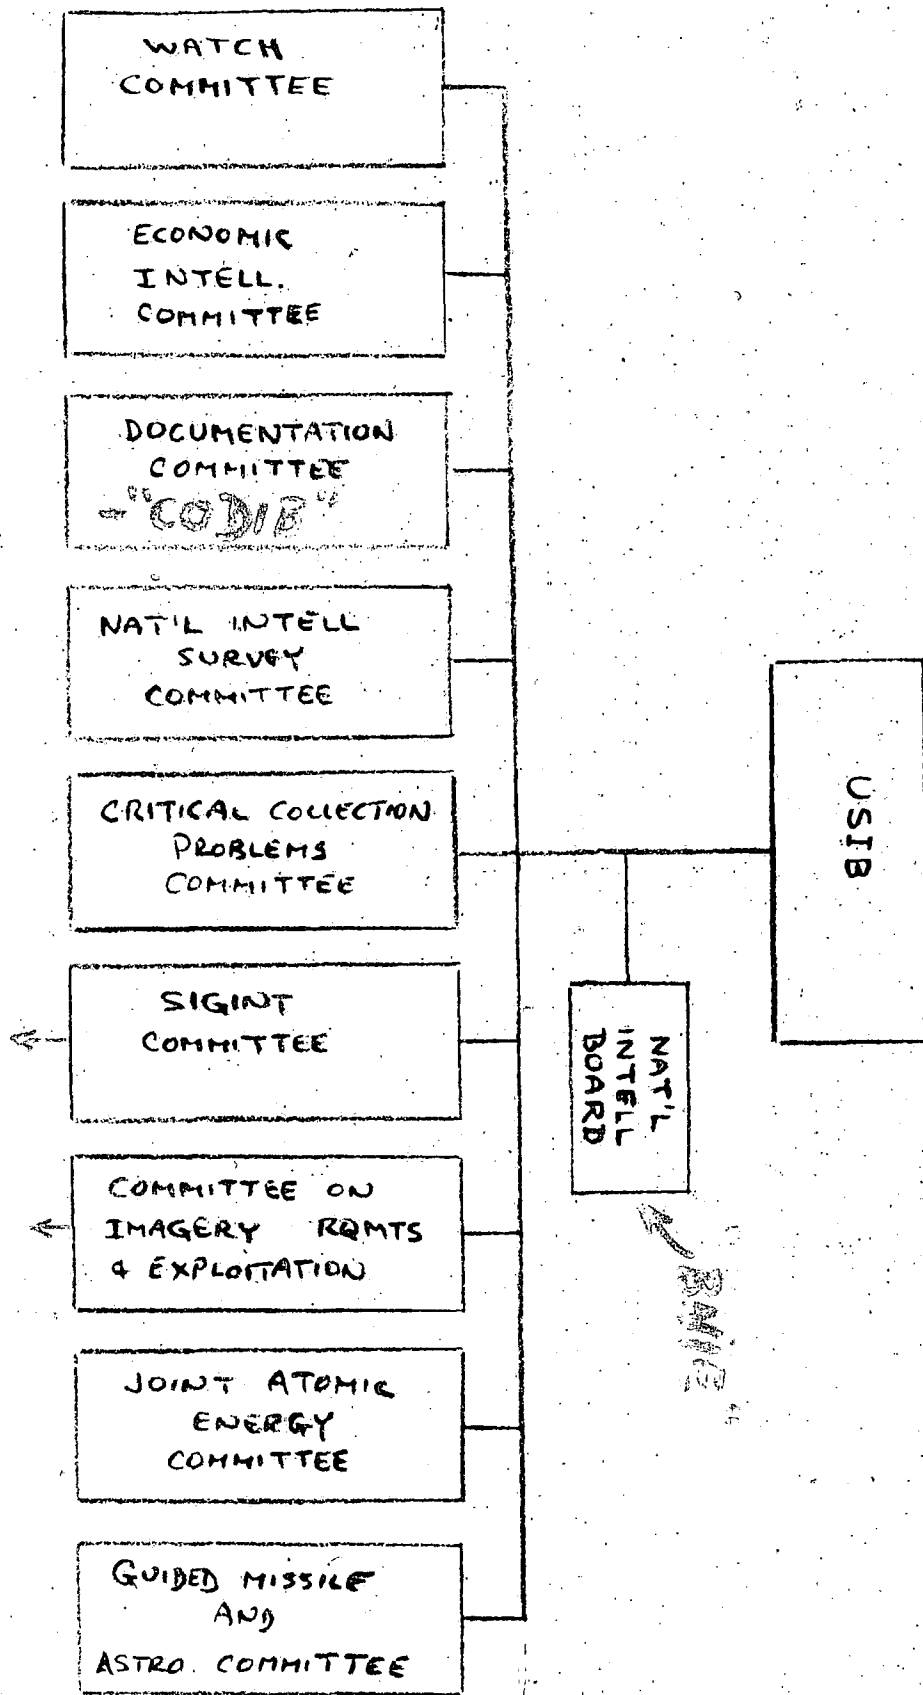 WATCH
COMMITTEE
ECONOMIC
INTELL.
COMMITTEE
DOCUMENTATION
COMMITTEE
-"CODIB"
NAT'L INTELL
SURVEY
COMMITTEE
CRITICAL COLLECTION
PROBLEMS
COMMITTEE
SIGINT
COMMITTEE
COMMITTEE ON
IMAGERY RQMTS
& EXPLOITATION
JOINT ATOMIC
ENERGY
COMMITTEE
GUIDED MISSILE
AND
ASTRO. COMMITTEE
USIB
NAT'L
INTELL
BOARD
"BNIE"